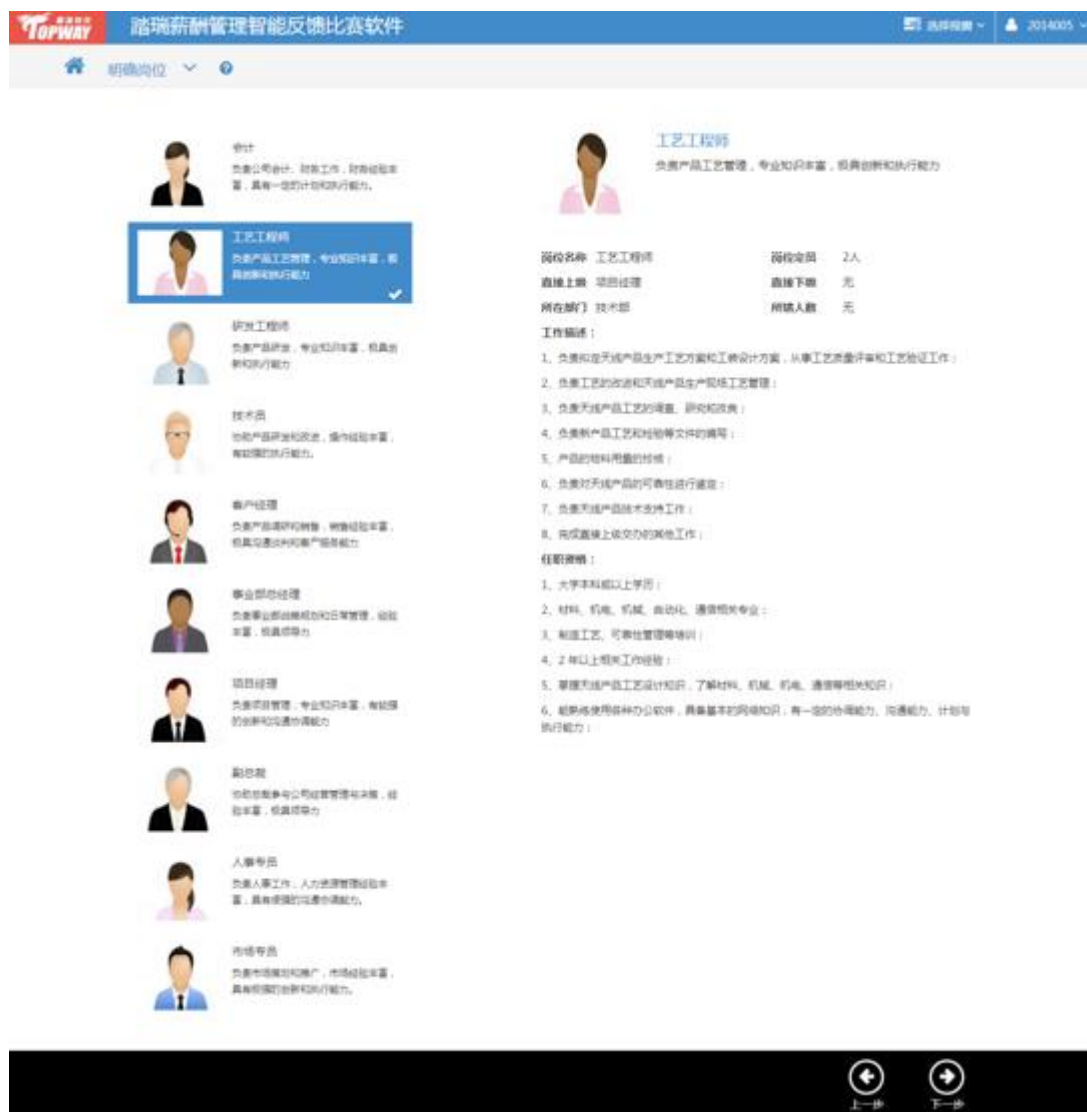 TOPWAY
踏瑞薪酬管理智能反馈比赛软件
选择视图
2014005
明确岗位
会计
负责公司会计、财务工作，财务经验丰
富，具有一定的计划和执行能力。
工艺工程师
负责产品工艺管理，专业知识丰富，极
具创新和执行能力
研发工程师
负责产品研发，专业知识丰富，极具创
新和执行能力
技术员
协助产品研发和改进，操作经验丰富，
有较强的执行能力。
客户经理
负责产品调研和销售，销售经验丰富，
极具沟通谈判和客户服务能力
事业部总经理
负责事业部战略规划和日常管理，经验
丰富，极具领导力
项目经理
负责项目管理，专业知识丰富，有较强
的创新和沟通协调能力
副总裁
协助总裁参与公司经营管理与决策，经
验丰富，极具领导力
人事专员
负责人事工作，人力资源管理经验丰
富，具有很强的沟通协调能力。
市场专员
负责市场策划和推广，市场经验丰富，
具有很强的创新和执行能力。
工艺工程师
负责产品工艺管理，专业知识丰富，极具创新和执行能力
岗位名称 工艺工程师 岗位定员 2人
直接上级 项目经理 直接下级 无
所在部门 技术部 所辖人数 无
工作描述：
1、负责拟定天线产品生产工艺方案和工装设计方案，从事工艺质量评审和工艺验证工作；
2、负责工艺的改进和天线产品生产现场工艺管理；
3、负责天线产品工艺的调查、研究和改良；
4、负责新产品工艺和检验等文件的编写；
5、产品的物料用量的控核；
6、负责对天线产品的可靠性进行鉴定；
7、负责天线产品技术支持工作；
8、完成直接上级交办的其他工作；
任职资格：
1、大学本科或以上学历；
2、材料、机电、机械、自动化、通信相关专业；
3、制造工艺、可靠性管理等培训；
4、2 年以上相关工作经验；
5、掌握天线产品工艺设计知识，了解材料、机械、机电、通信等相关知识；
6、能熟练使用各种办公软件，具备基本的网络知识，有一定的协调能力、沟通能力、计划与
执行能力；
上一步
下一步